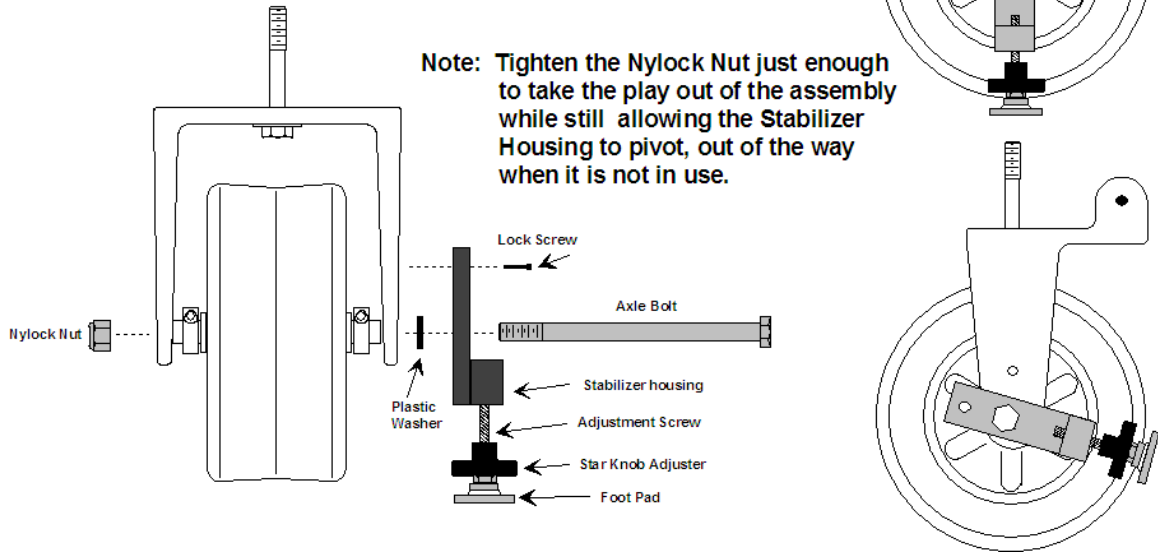 Note: Tighten the Nylock Nut just enough
to take the play out of the assembly
while still allowing the Stabilizer
Housing to pivot, out of the way
when it is not in use.
Lock Screw
Axle Bolt
Nylock Nut
Plastic
Washer
Stabilizer housing
Adjustment Screw
Star Knob Adjuster
Foot Pad